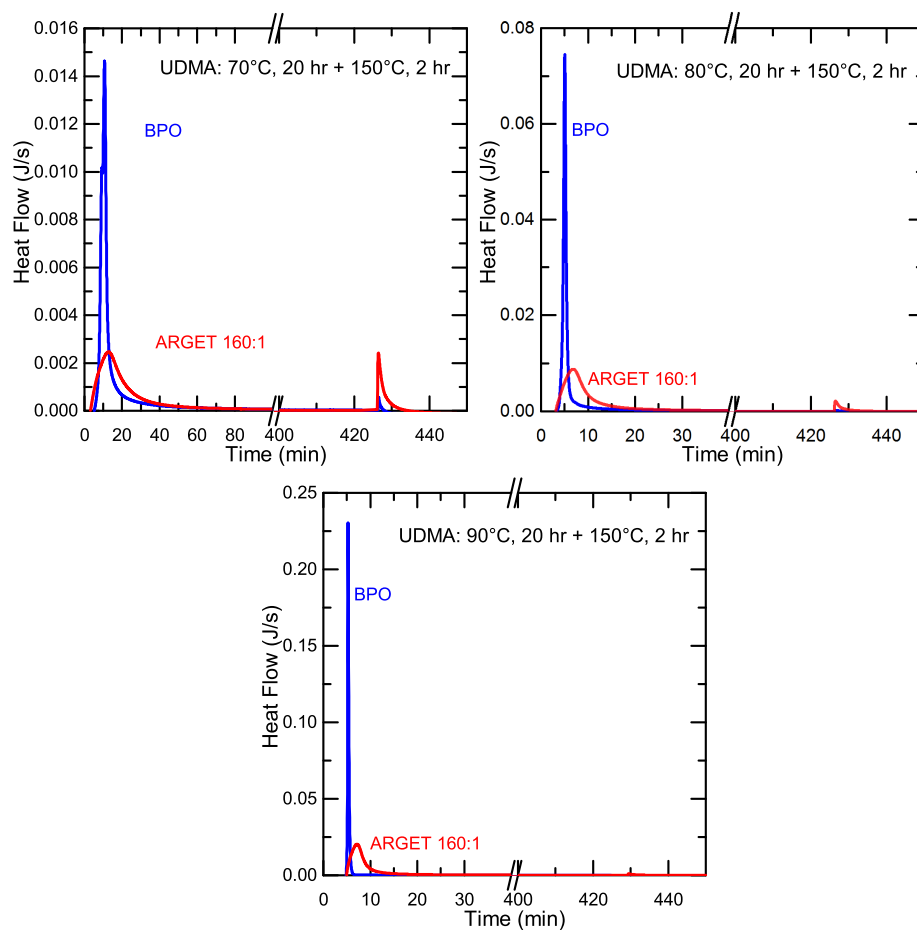 UDMA: 70°C, 20 hr + 150°C, 2 hr
BPO
ARGET 160:1
Heat Flow (J/s)
0.016
0.014
0.012
0.010
0.008
0.006
0.004
0.002
0.000
0 20 40 60 80 400 420 440
Time (min)
UDMA: 80°C, 20 hr + 150°C, 2 hr
BPO
ARGET 160:1
Heat Flow (J/s)
0.08
0.06
0.04
0.02
0.00
0 10 20 30 400 420 440
Time (min)
UDMA: 90°C, 20 hr + 150°C, 2 hr
BPO
ARGET 160:1
Heat Flow (J/s)
0.25
0.20
0.15
0.10
0.05
0.00
0 10 20 30 400 420 440
Time (min)